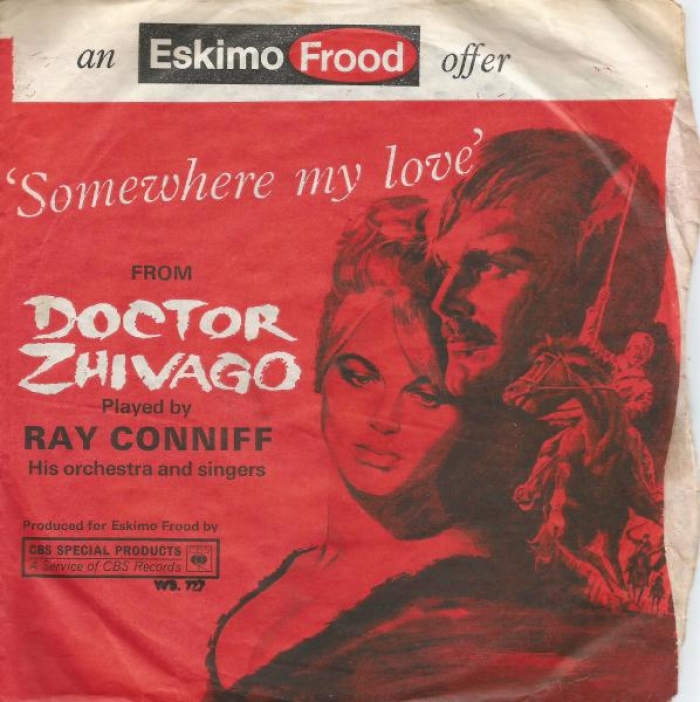 an Eskimo Frood offer
‘Somewhere my love’
FROM
DOCTOR
ZHIVAGO
Played by
RAY CONNIFF
His orchestra and singers
Produced for Eskimo Frood by
CBS SPECIAL PRODUCTS CBS
A Service of CBS Records
WB. 727